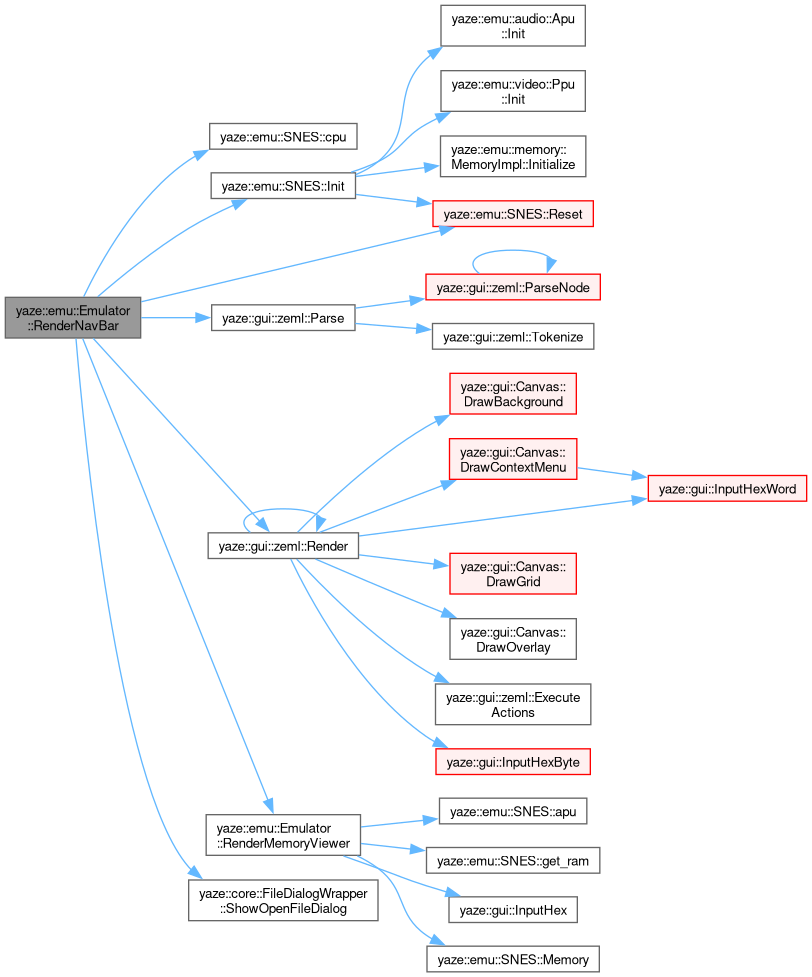 yaze::emu::Emulator
::RenderNavBar
yaze::emu::SNES::cpu
yaze::emu::SNES::Init
yaze::emu::audio::Apu
::Init
yaze::emu::video::Ppu
::Init
yaze::emu::memory::
MemoryImpl::Initialize
yaze::emu::SNES::Reset
yaze::gui::zeml::Parse
yaze::gui::zeml::ParseNode
yaze::gui::zeml::Tokenize
yaze::gui::zeml::Render
yaze::gui::Canvas::
DrawBackground
yaze::gui::Canvas::
DrawContextMenu
yaze::gui::InputHexWord
yaze::gui::Canvas::
DrawGrid
yaze::gui::Canvas::
DrawOverlay
yaze::gui::zeml::Execute
Actions
yaze::gui::InputHexByte
yaze::emu::Emulator
::RenderMemoryViewer
yaze::emu::SNES::apu
yaze::emu::SNES::get_ram
yaze::gui::InputHex
yaze::emu::SNES::Memory
yaze::core::FileDialogWrapper
::ShowOpenFileDialog